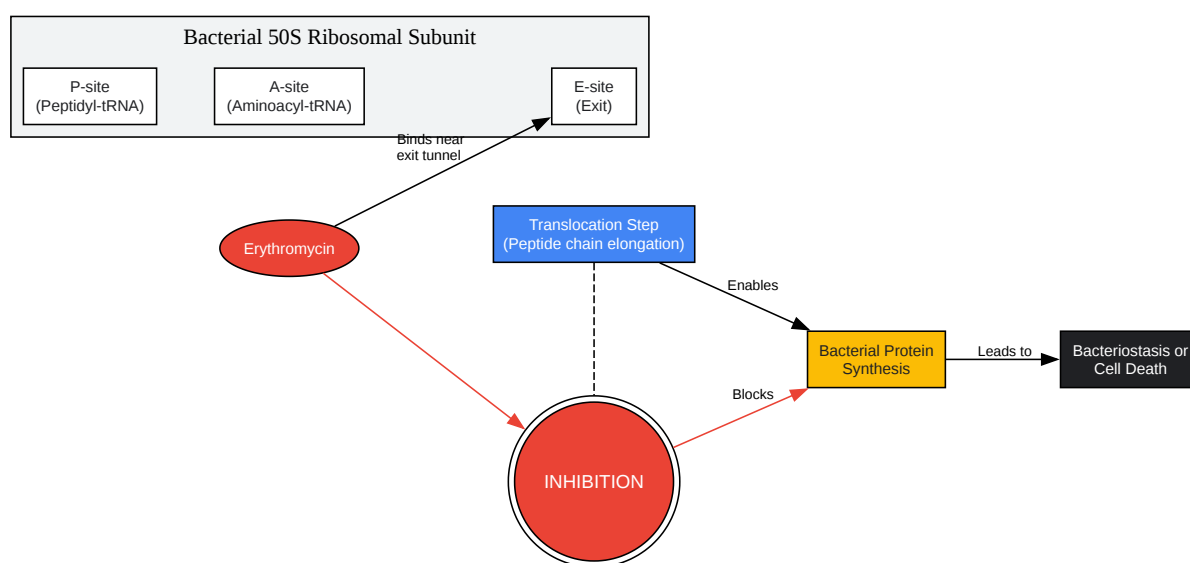 Bacterial 50S Ribosomal Subunit
P-site
(Peptidyl-tRNA)
A-site
(Aminoacyl-tRNA)
E-site
(Exit)
Binds near
exit tunnel
Erythromycin
Translocation Step
(Peptide chain elongation)
Enables
Bacterial Protein
Synthesis
Leads to
Bacteriostasis or
Cell Death
Blocks
INHIBITION